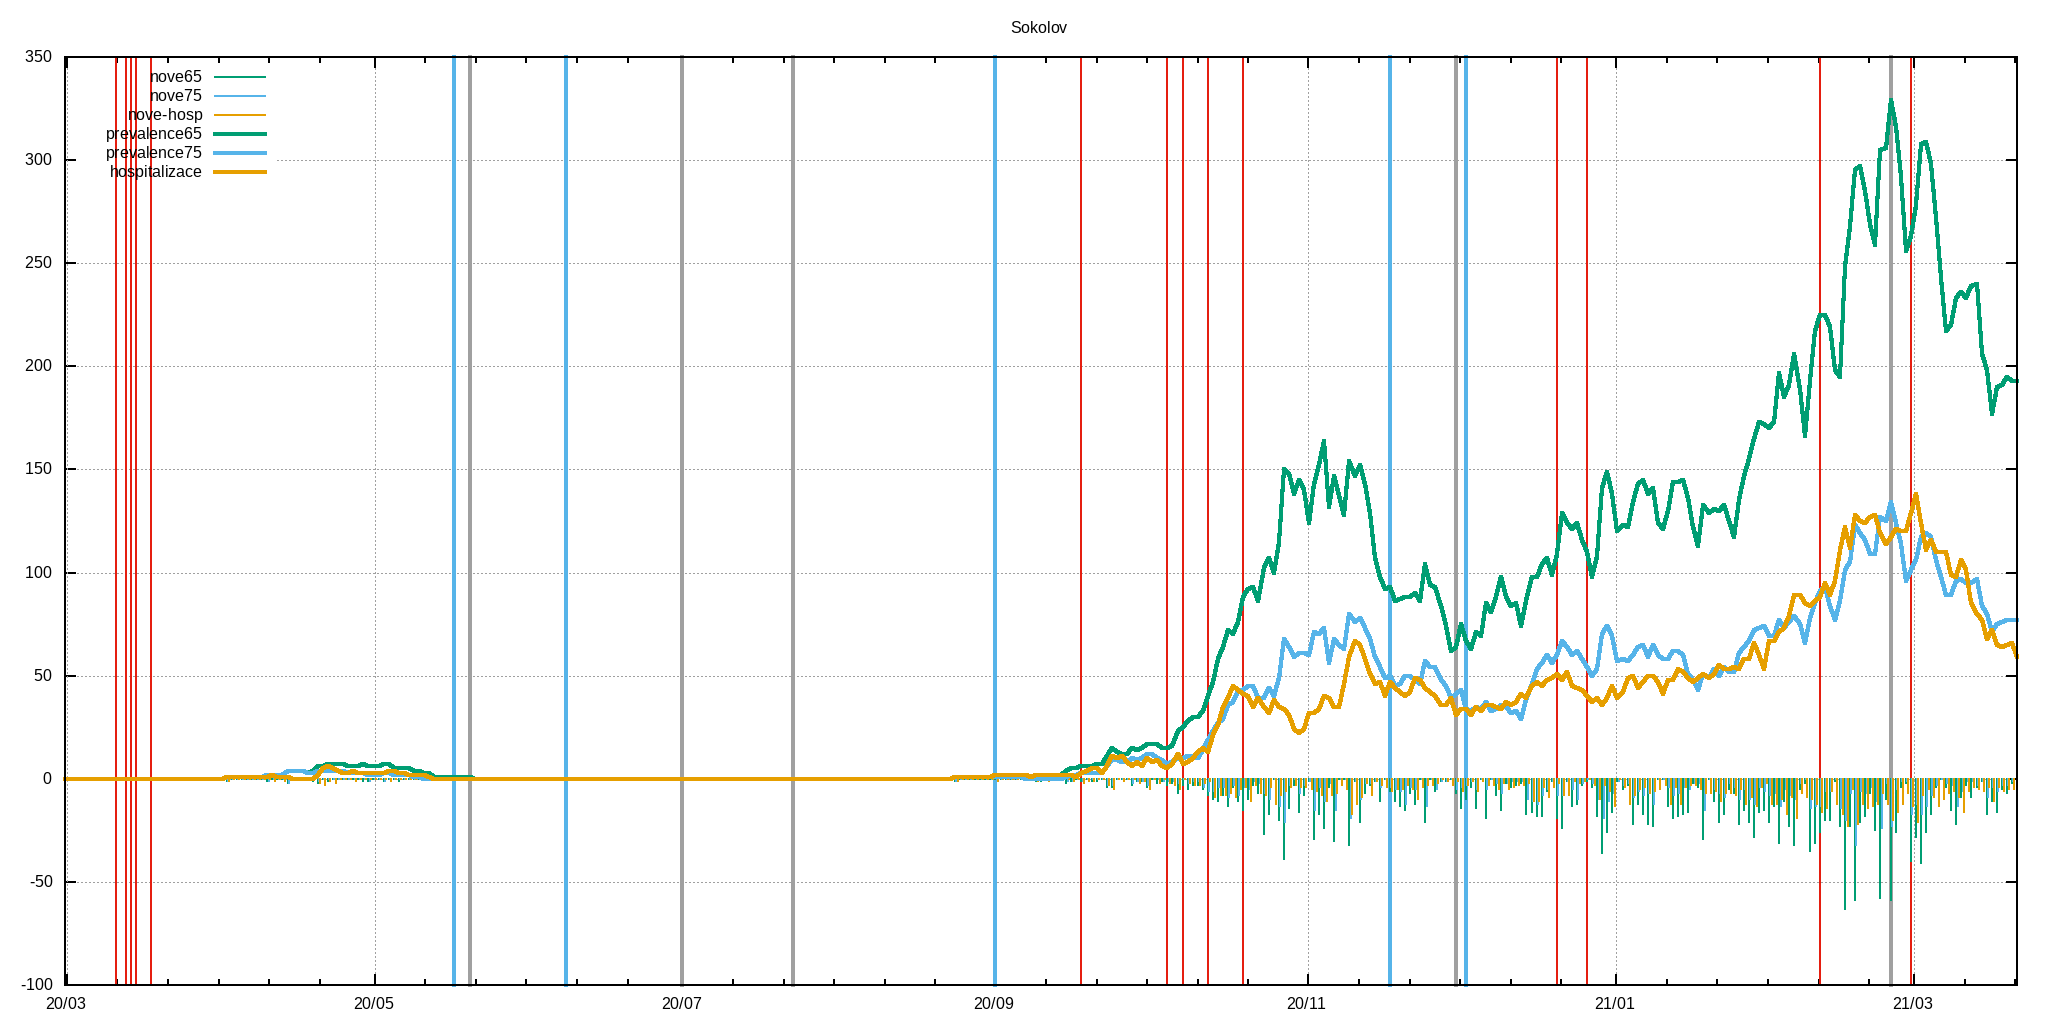 Sokolov
350
300
250
200
150
100
50
0
-50
-100
nove65
nove75
nove-hosp
prevalence65
prevalence75
hospitalizace
20/03 20/05 20/07 20/09 20/11 21/01 21/03